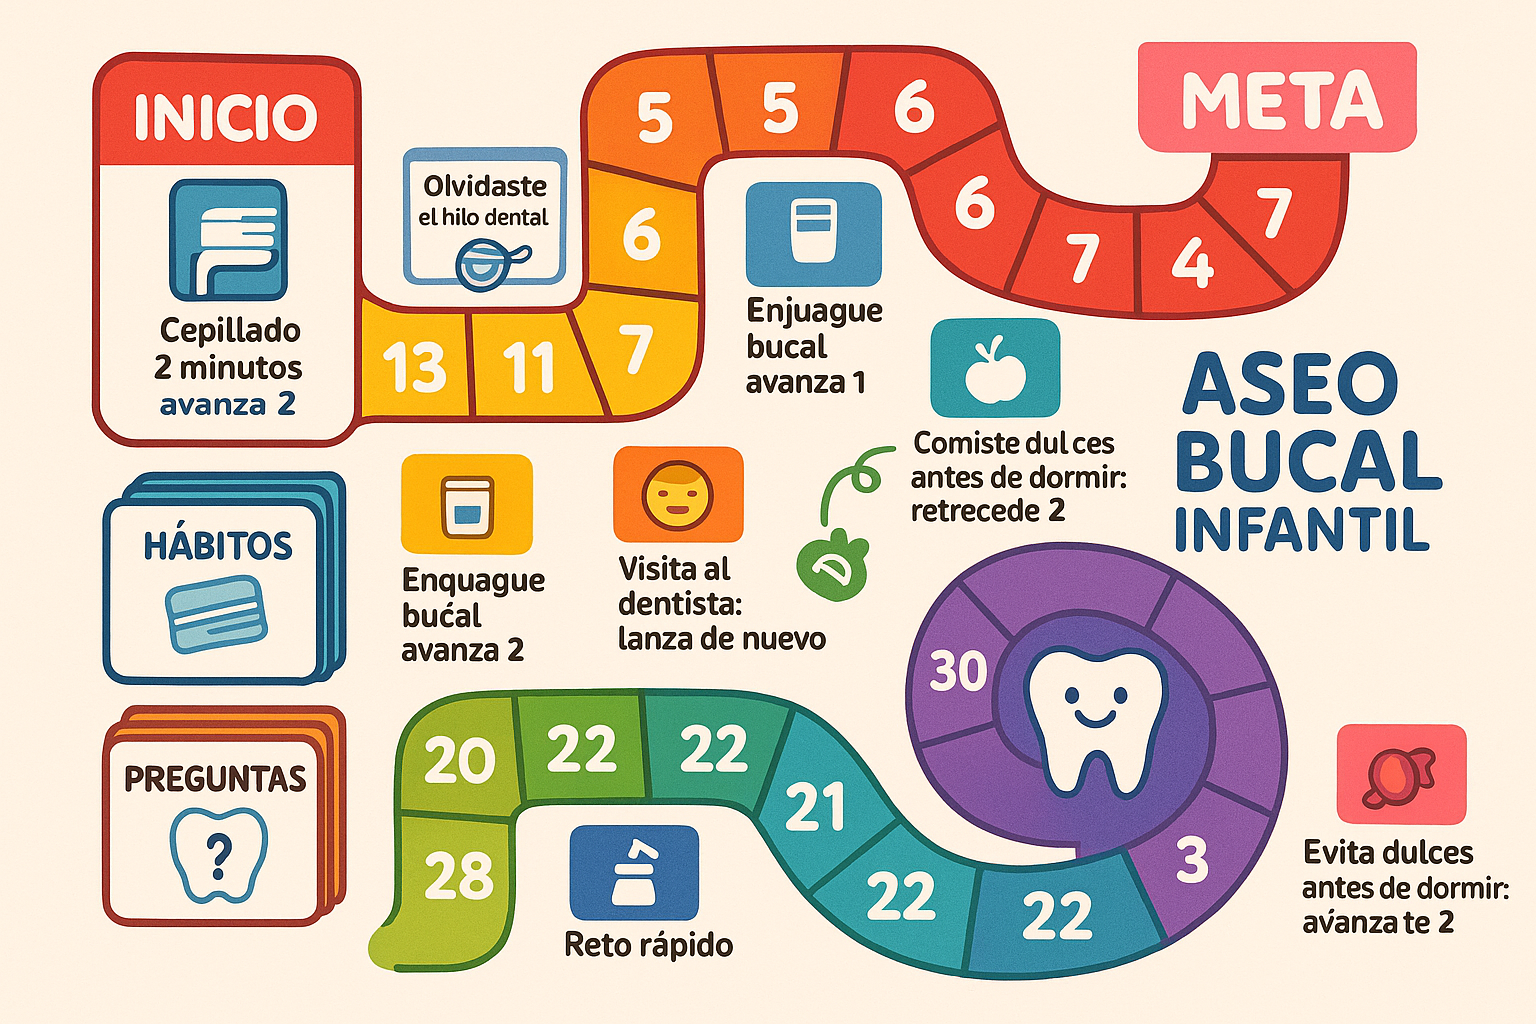 INICIO
Cepillado
2 minutos
avanza 2
Olvidaste
el hilo dental
13
11
7
6
5
5
6
6
7
4
7
META
Enjuague
bucal
avanza 1
Comiste dulces
antes de dormir:
retrecede 2
ASEO
BUCAL
INFANTIL
HÁBITOS
Enquague
bućal
avanza 2
Visita al
dentista:
lanza de nuevo
PREGUNTAS
?
20
22
22
21
22
22
28
3
30
Reto rápido
Evita dulces
antes de dormir:
aván​za te 2